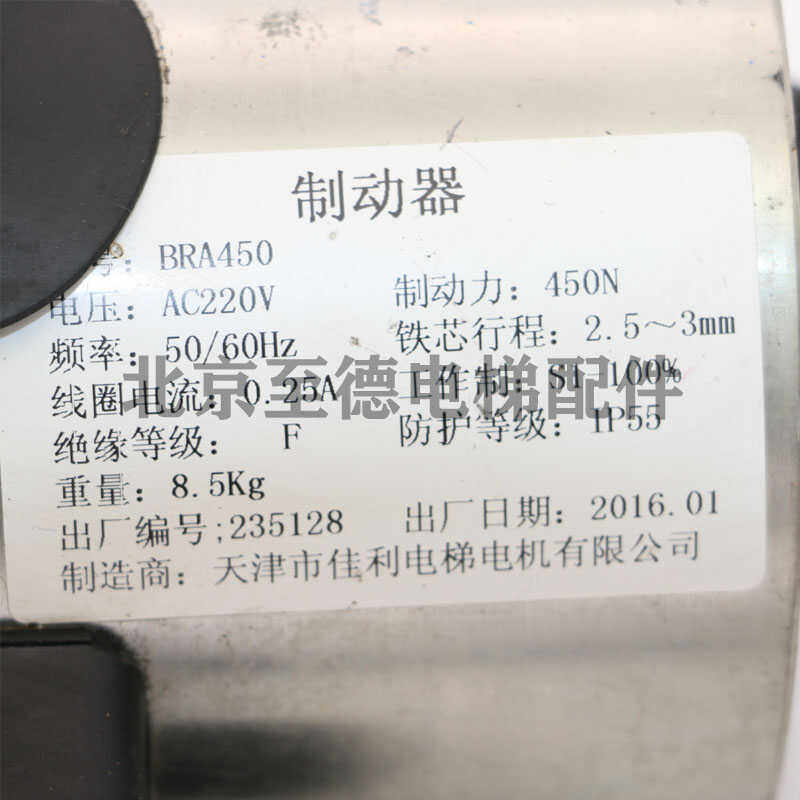 制动器
号：BRA450
电压：AC220V 制动力：450N
频率：50/60Hz 铁芯行程：2.5～3mm
线圈电流：0.25A 工作制：S1 100%
北京至德电梯配件
绝缘等级： F 防护等级：IP55
重量：8.5Kg
出厂编号;235128 出厂日期：2016.01
制造商：天津市佳利电梯电机有限公司